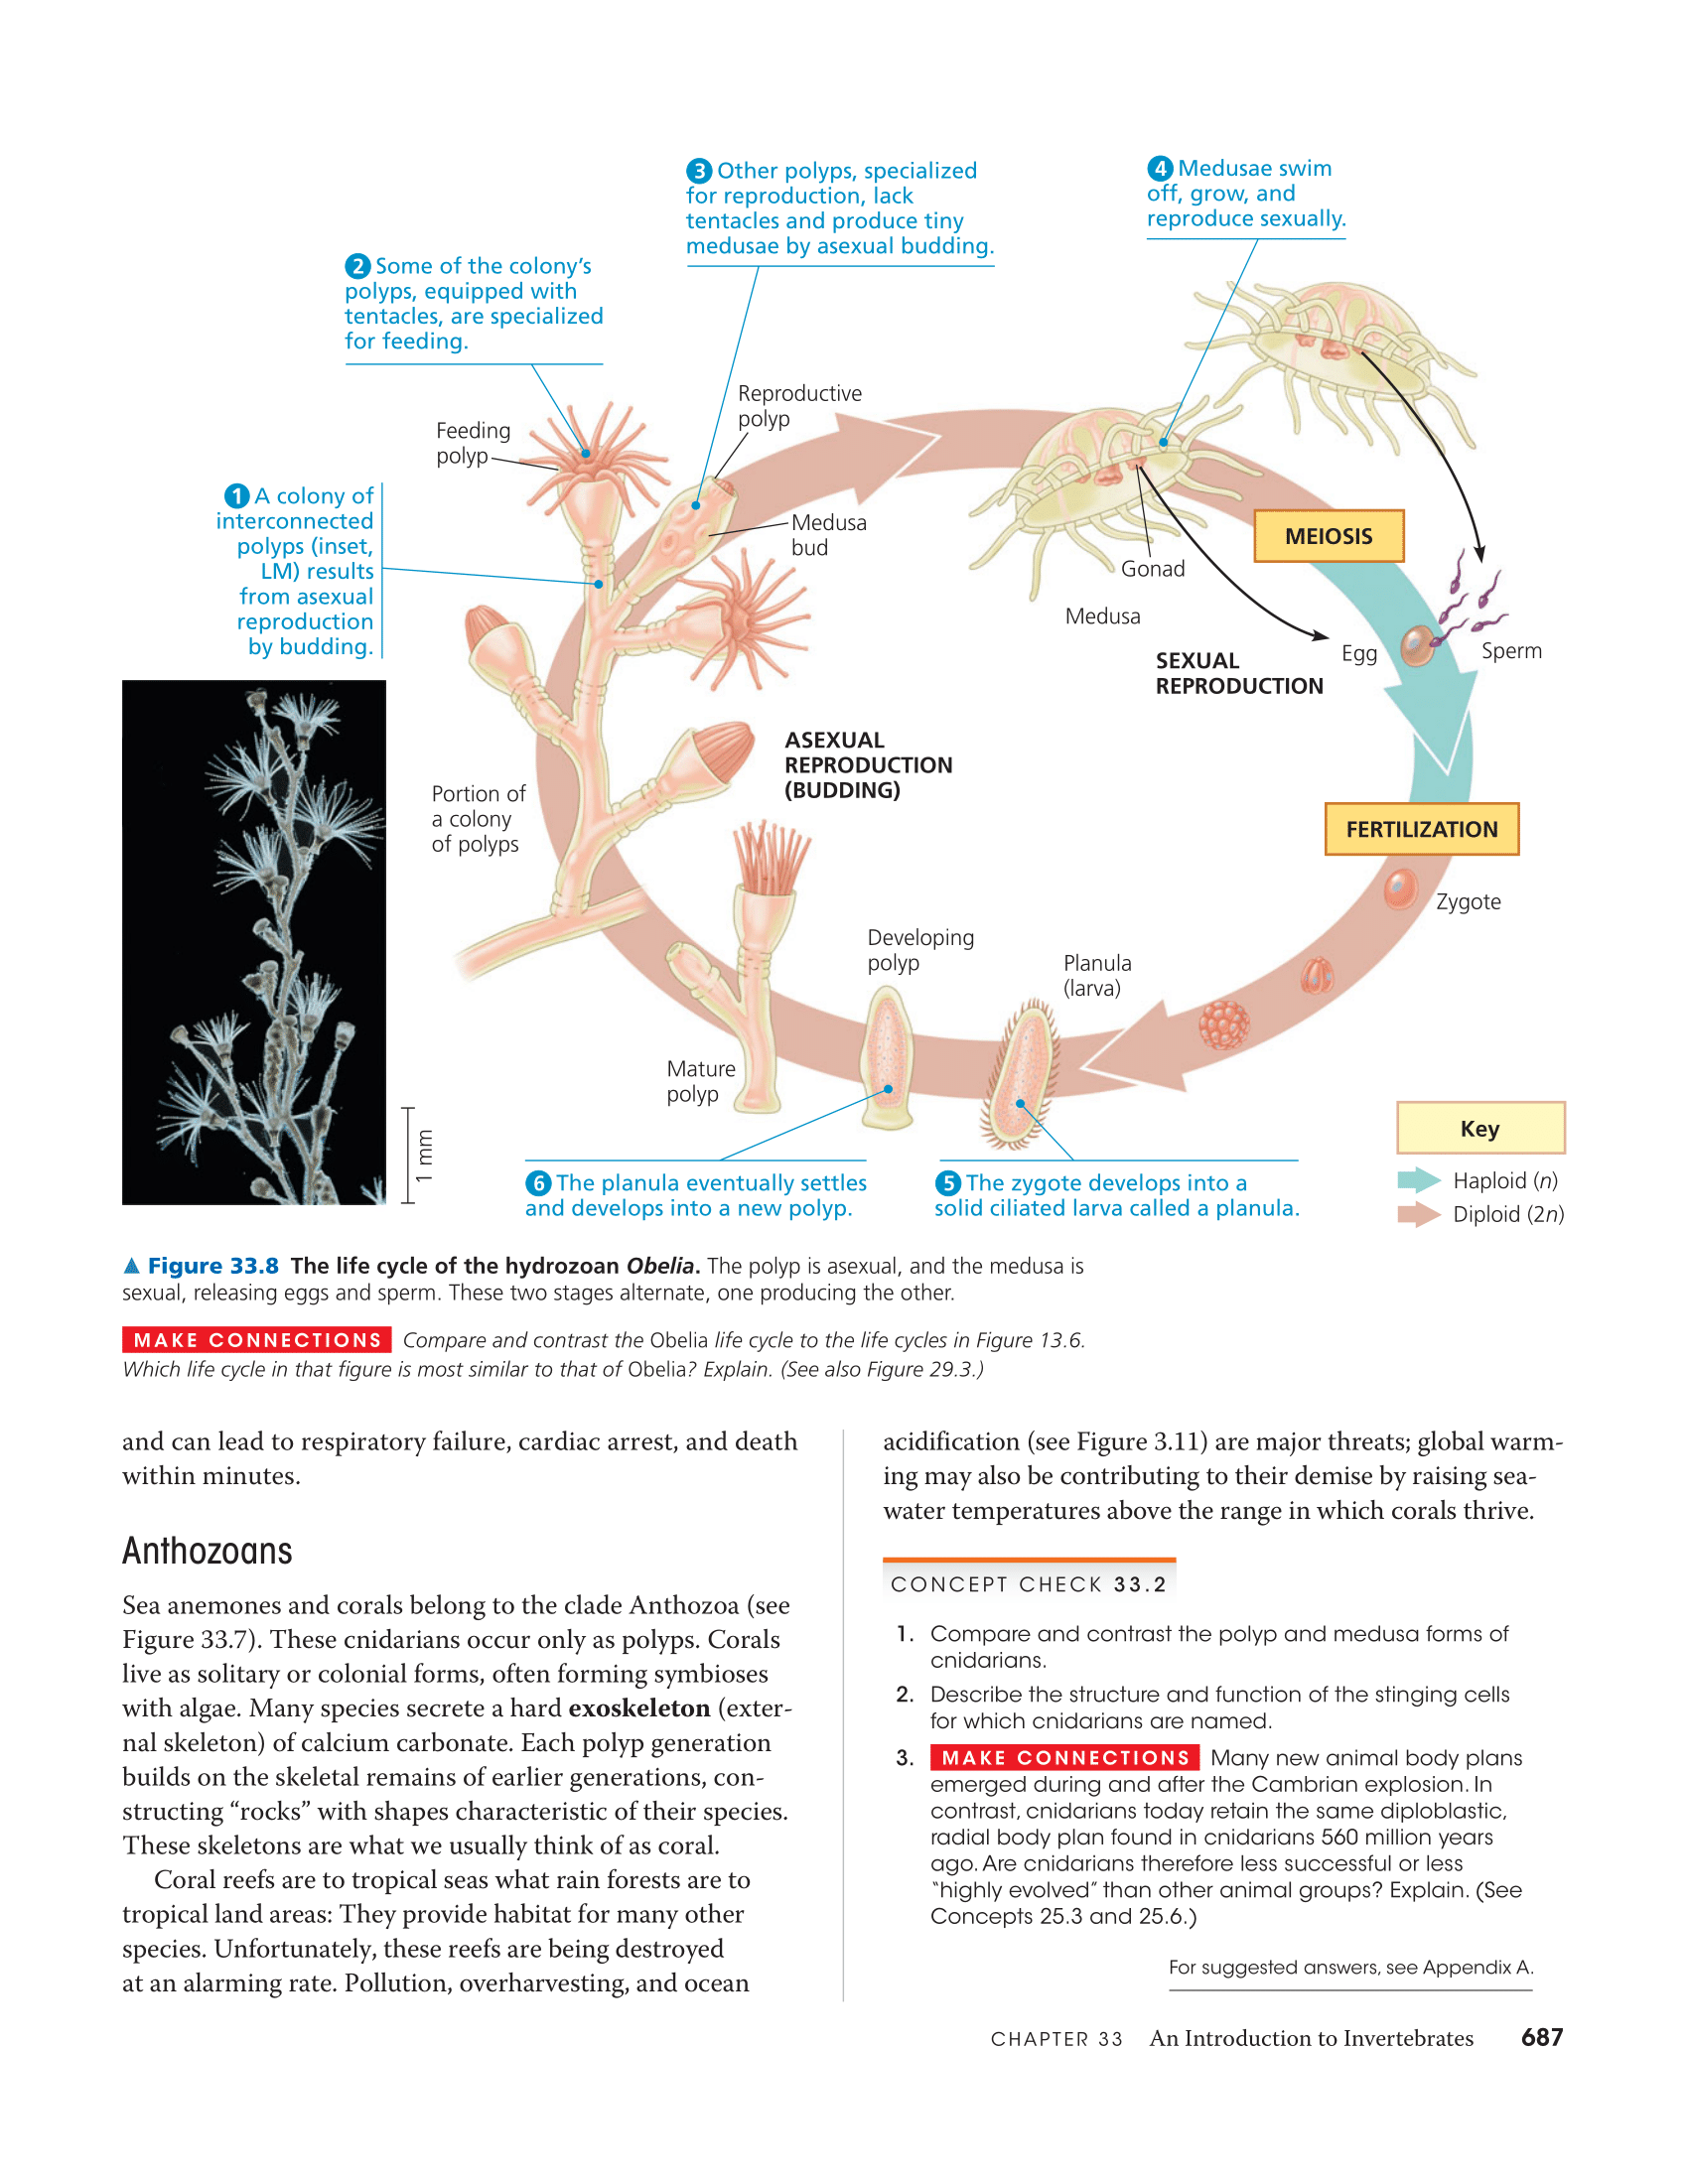 3 Other polyps, specialized
for reproduction, lack
tentacles and produce tiny
medusae by asexual budding.
4 Medusae swim
off, grow, and
reproduce sexually.
2 Some of the colony’s
polyps, equipped with
tentacles, are specialized
for feeding.
Reproductive
polyp
Feeding
polyp
1 A colony of
interconnected
polyps (inset,
LM) results
from asexual
reproduction
by budding.
Medusa
bud
MEIOSIS
Gonad
Medusa
SEXUAL
REPRODUCTION
Egg
Sperm
ASEXUAL
REPRODUCTION
(BUDDING)
Portion of
a colony
of polyps
FERTILIZATION
Zygote
Developing
polyp
Planula
(larva)
Mature
polyp
1 mm
6 The planula eventually settles
and develops into a new polyp.
5 The zygote develops into a
solid ciliated larva called a planula.
Key
Haploid (n)
Diploid (2n)
▲ Figure 33.8 The life cycle of the hydrozoan Obelia. The polyp is asexual, and the medusa is
sexual, releasing eggs and sperm. These two stages alternate, one producing the other.
MAKE CONNECTIONS Compare and contrast the Obelia life cycle to the life cycles in Figure 13.6.
Which life cycle in that figure is most similar to that of Obelia? Explain. (See also Figure 29.3.)
and can lead to respiratory failure, cardiac arrest, and death
within minutes.
Anthozoans
Sea anemones and corals belong to the clade Anthozoa (see
Figure 33.7). These cnidarians occur only as polyps. Corals
live as solitary or colonial forms, often forming symbioses
with algae. Many species secrete a hard exoskeleton (exter-
nal skeleton) of calcium carbonate. Each polyp generation
builds on the skeletal remains of earlier generations, con-
structing “rocks” with shapes characteristic of their species.
These skeletons are what we usually think of as coral.
Coral reefs are to tropical seas what rain forests are to
tropical land areas: They provide habitat for many other
species. Unfortunately, these reefs are being destroyed
at an alarming rate. Pollution, overharvesting, and ocean
acidification (see Figure 3.11) are major threats; global warm-
ing may also be contributing to their demise by raising sea-
water temperatures above the range in which corals thrive.
CONCEPT CHECK 33.2
1. Compare and contrast the polyp and medusa forms of
cnidarians.
2. Describe the structure and function of the stinging cells
for which cnidarians are named.
3. MAKE CONNECTIONS Many new animal body plans
emerged during and after the Cambrian explosion. In
contrast, cnidarians today retain the same diploblastic,
radial body plan found in cnidarians 560 million years
ago. Are cnidarians therefore less successful or less
“highly evolved” than other animal groups? Explain. (See
Concepts 25.3 and 25.6.)
For suggested answers, see Appendix A.
CHAPTER 33 An Introduction to Invertebrates 687